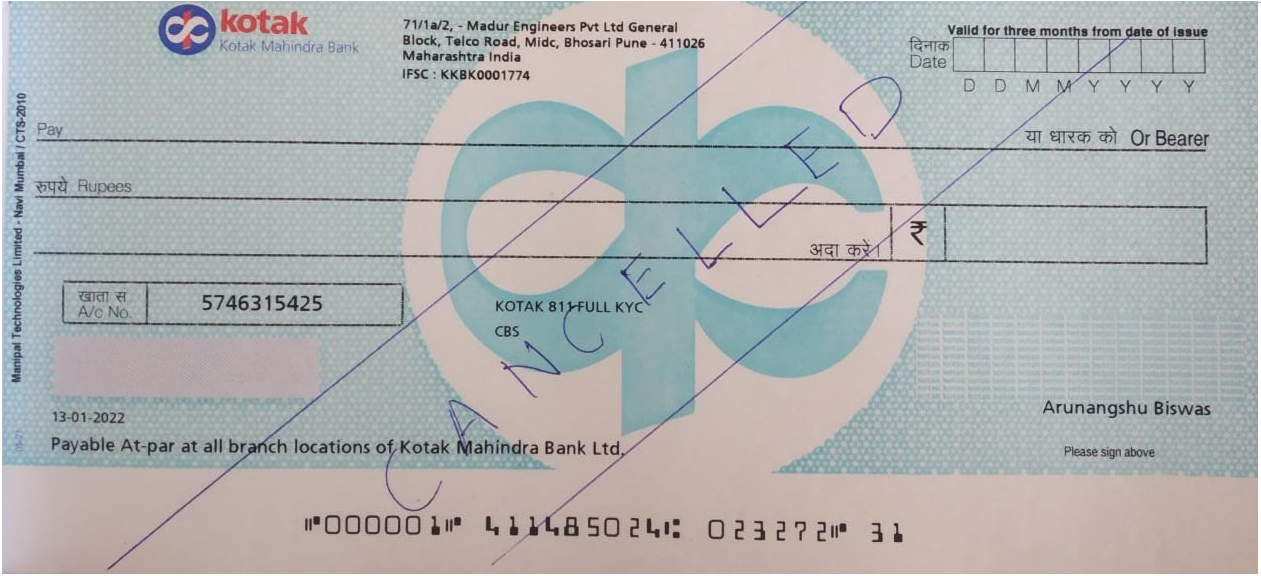 kotak
Kotak Mahindra Bank
71/1a/2, - Madur Engineers Pvt Ltd General
Block, Telco Road, Midc, Bhosari Pune - 411026
Maharashtra India
IFSC : KKBK0001774
Valid for three months from date of issue
दिनाक
Date
D D M M Y Y Y Y
Pay
या धारक को Or Bearer
रुपये Rupees
अदा करें।
₹
खाता स
A/c No.
5746315425
KOTAK 811-FULL KYC
CBS
CANCELLED
Manipal Technologies Limited - Navi Mumbai / CTS-2010
13-01-2022
Payable At-par at all branch locations of Kotak Mahindra Bank Ltd.
Arunangshu Biswas
Please sign above
⑈000001⑈ 411485024⑆ 023272⑈ 31